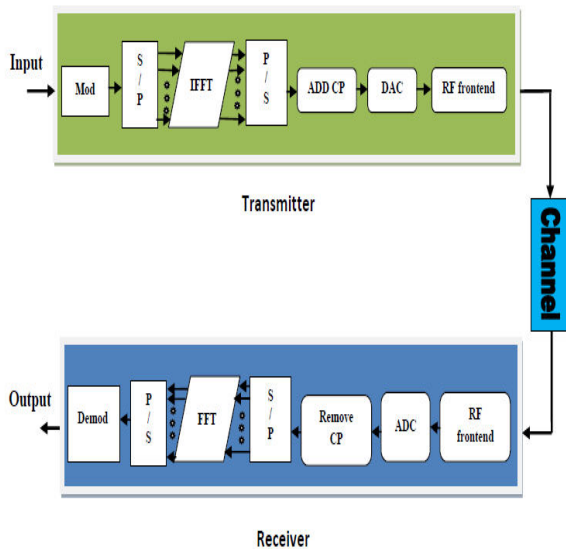 Input
Mod
S
/
P
IFFT
P
/
S
ADD CP
DAC
RF frontend
Transmitter
Channel
Output
Demod
P
/
S
FFT
S
/
P
Remove
CP
ADC
RF
frontend
Receiver